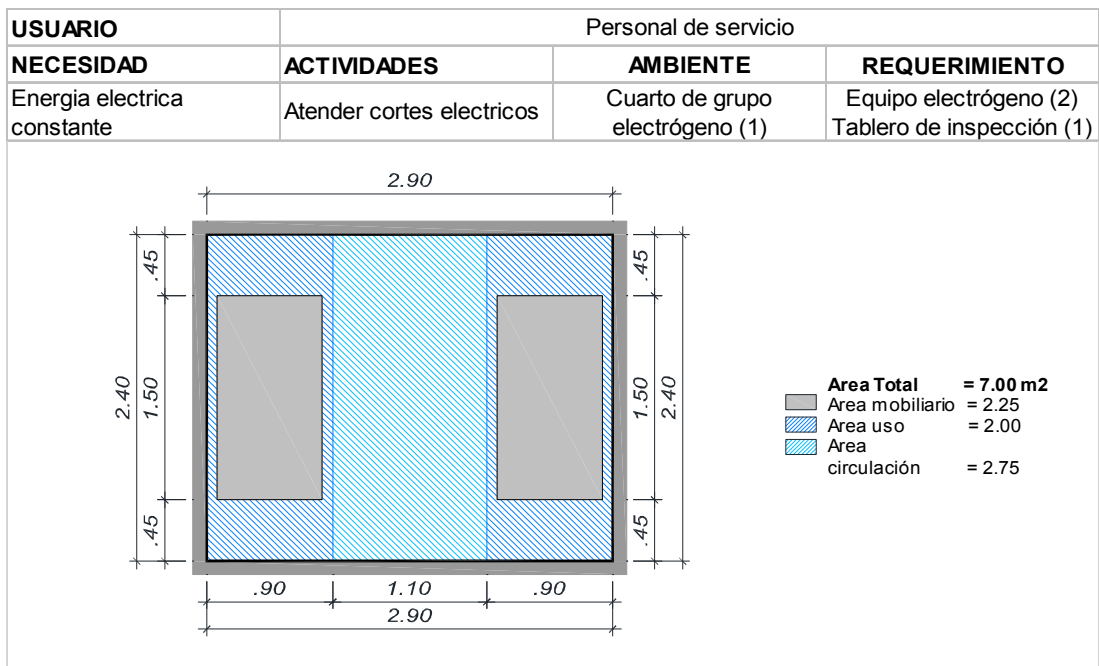 USUARIO Personal de servicio
NECESIDAD ACTIVIDADES AMBIENTE REQUERIMIENTO
Energia electrica constante
Atender cortes electricos
Cuarto de grupo electrógeno (1)
Equipo electrógeno (2)
Tablero de inspección (1)
2.90
.45
.45
2.40
1.50
1.50
2.40
.45
.45
.90 1.10 .90
2.90
Area Total = 7.00 m2
Area mobiliario = 2.25
Area uso = 2.00
Area
circulación = 2.75